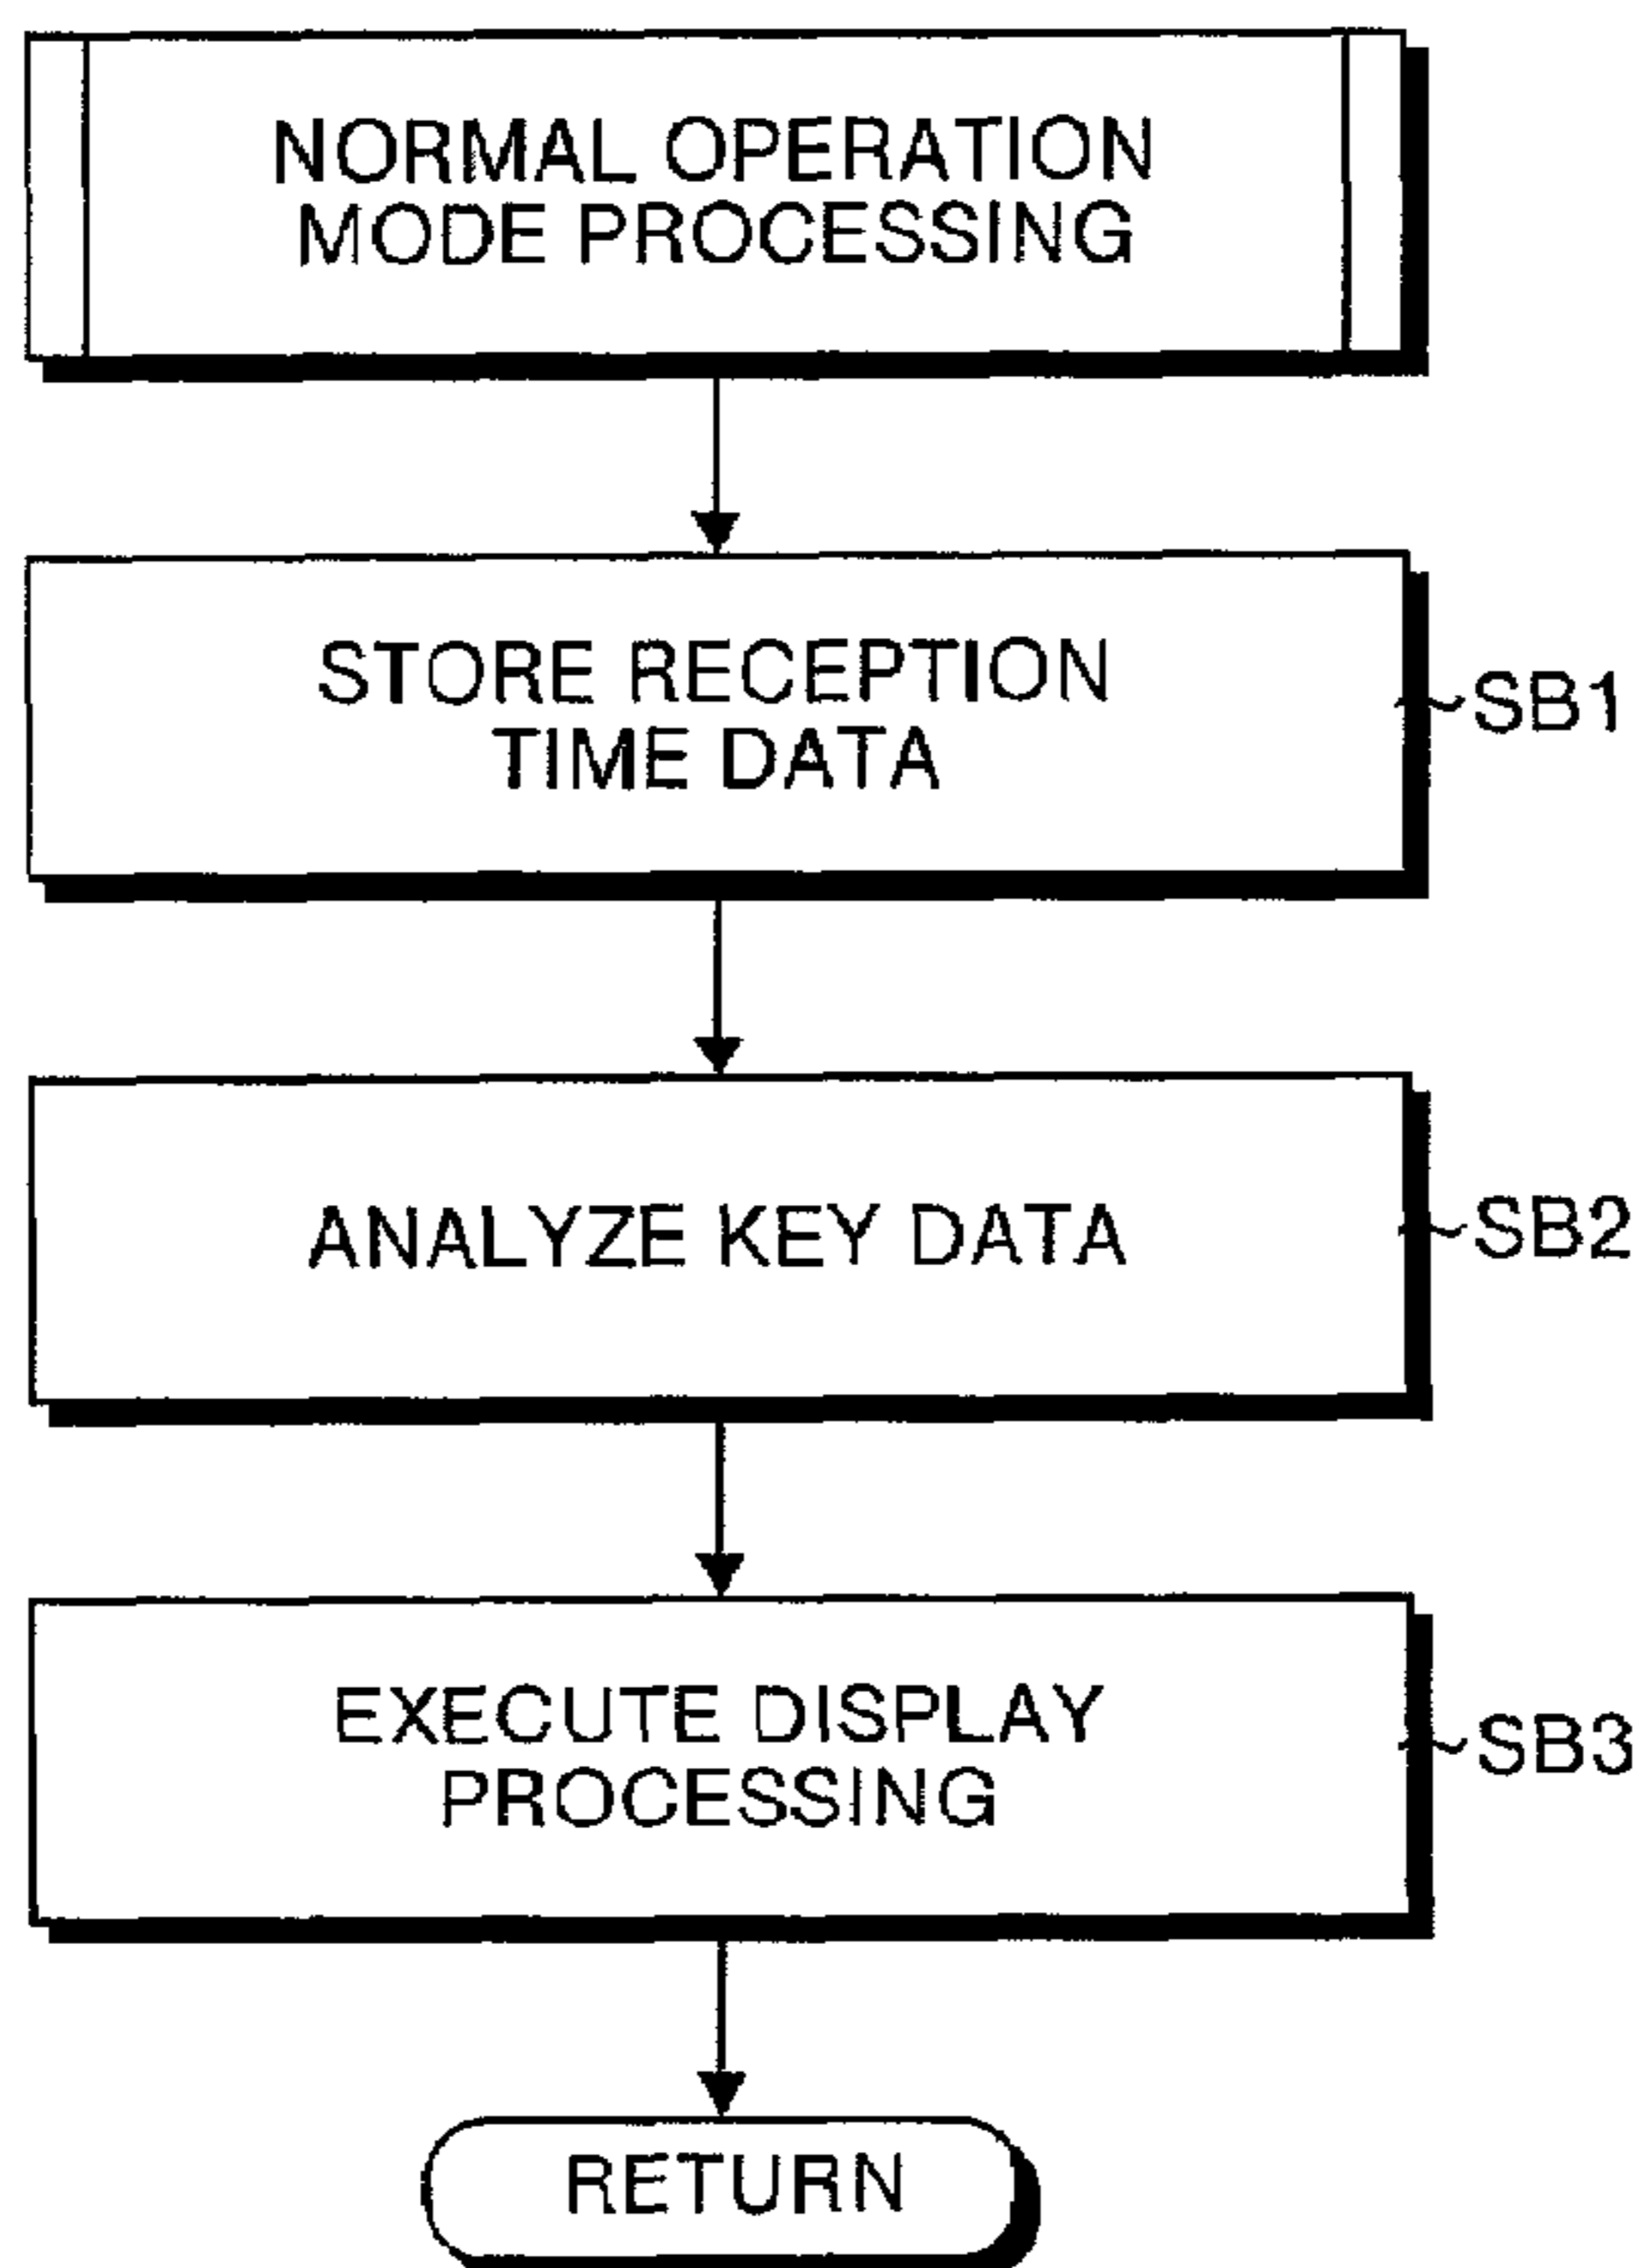 NORMAL OPERATION
MODE PROCESSING
STORE RECEPTION
TIME DATA
SB1
ANALYZE KEY DATA
SB2
EXECUTE DISPLAY
PROCESSING
SB3
RETURN